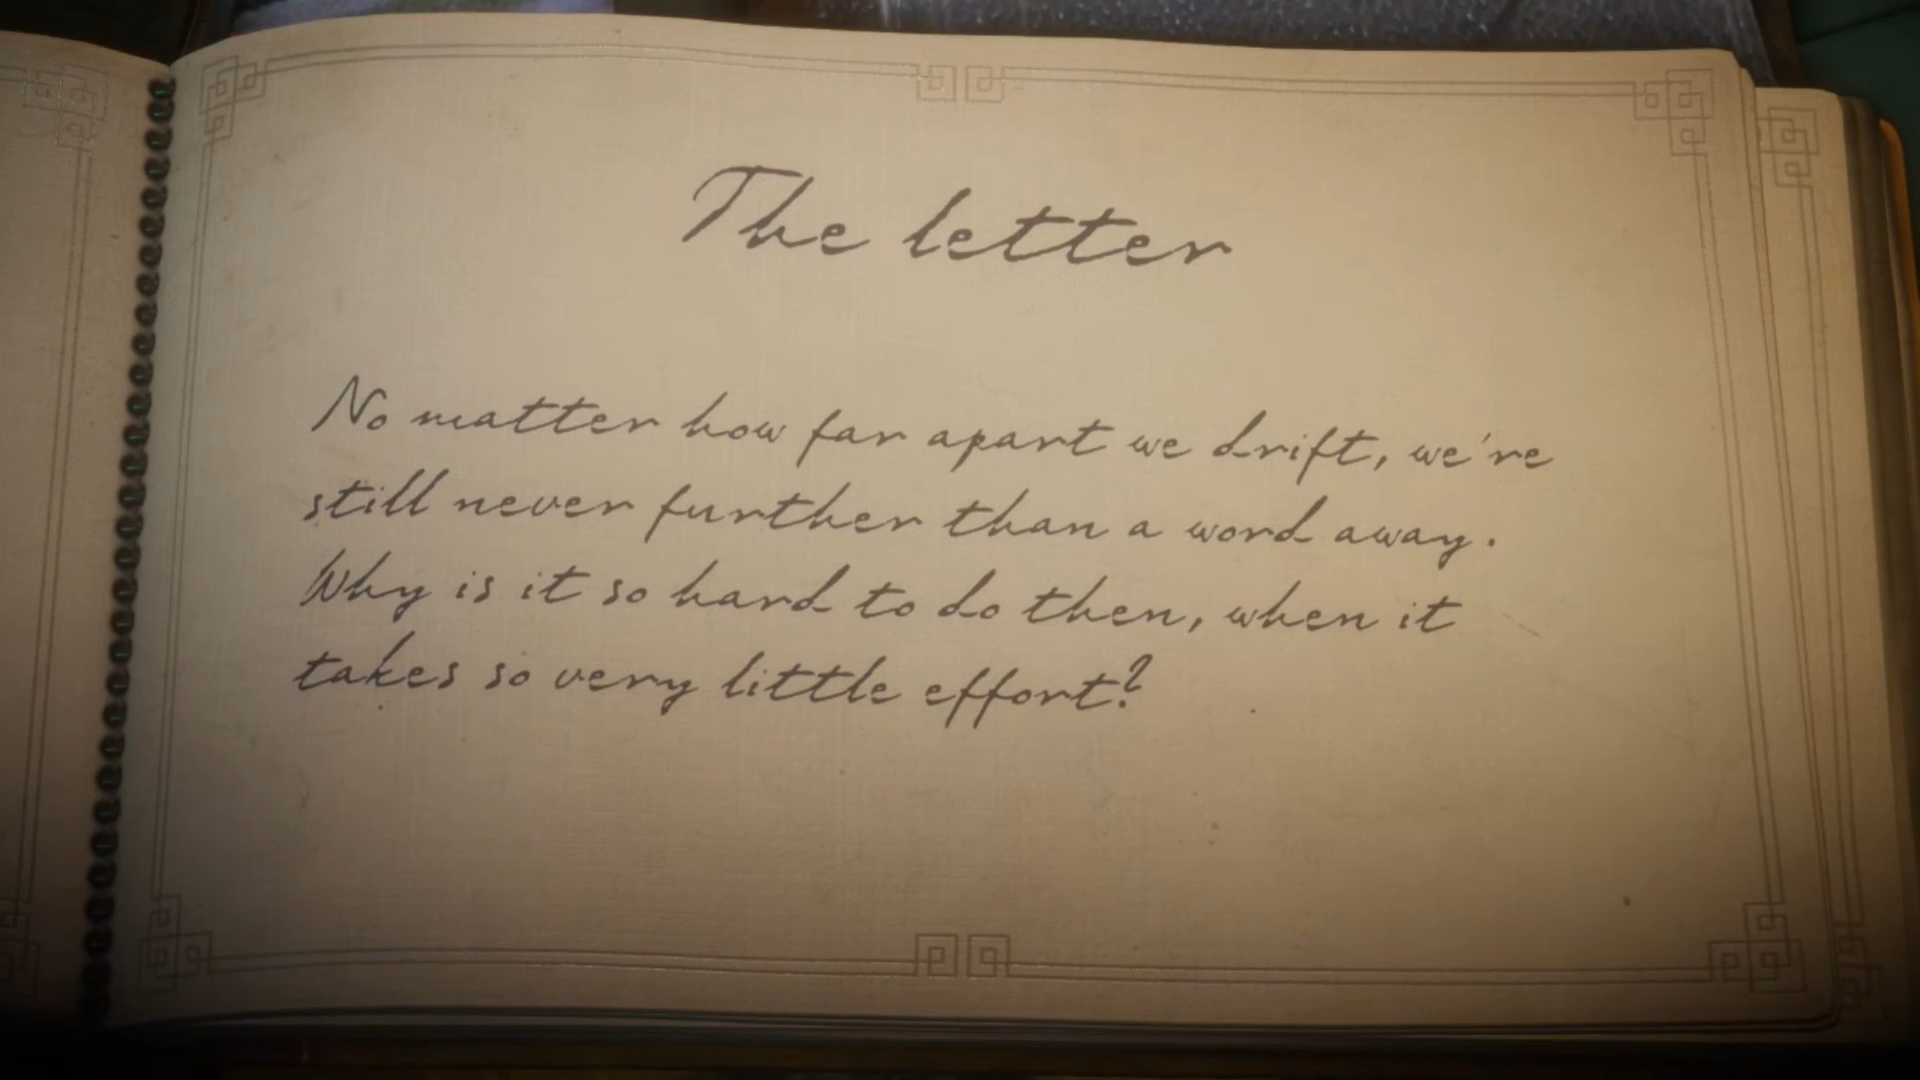 The letter
No matter how far apart we drift, we're
still never further than a word away.
Why is it so hard to do then, when it
takes so very little effort?